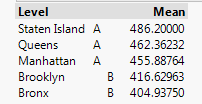 Level Mean
Staten Island A 486.20000
Queens A 462.36232
Manhattan A 455.88764
Brooklyn B 416.62963
Bronx B 404.93750